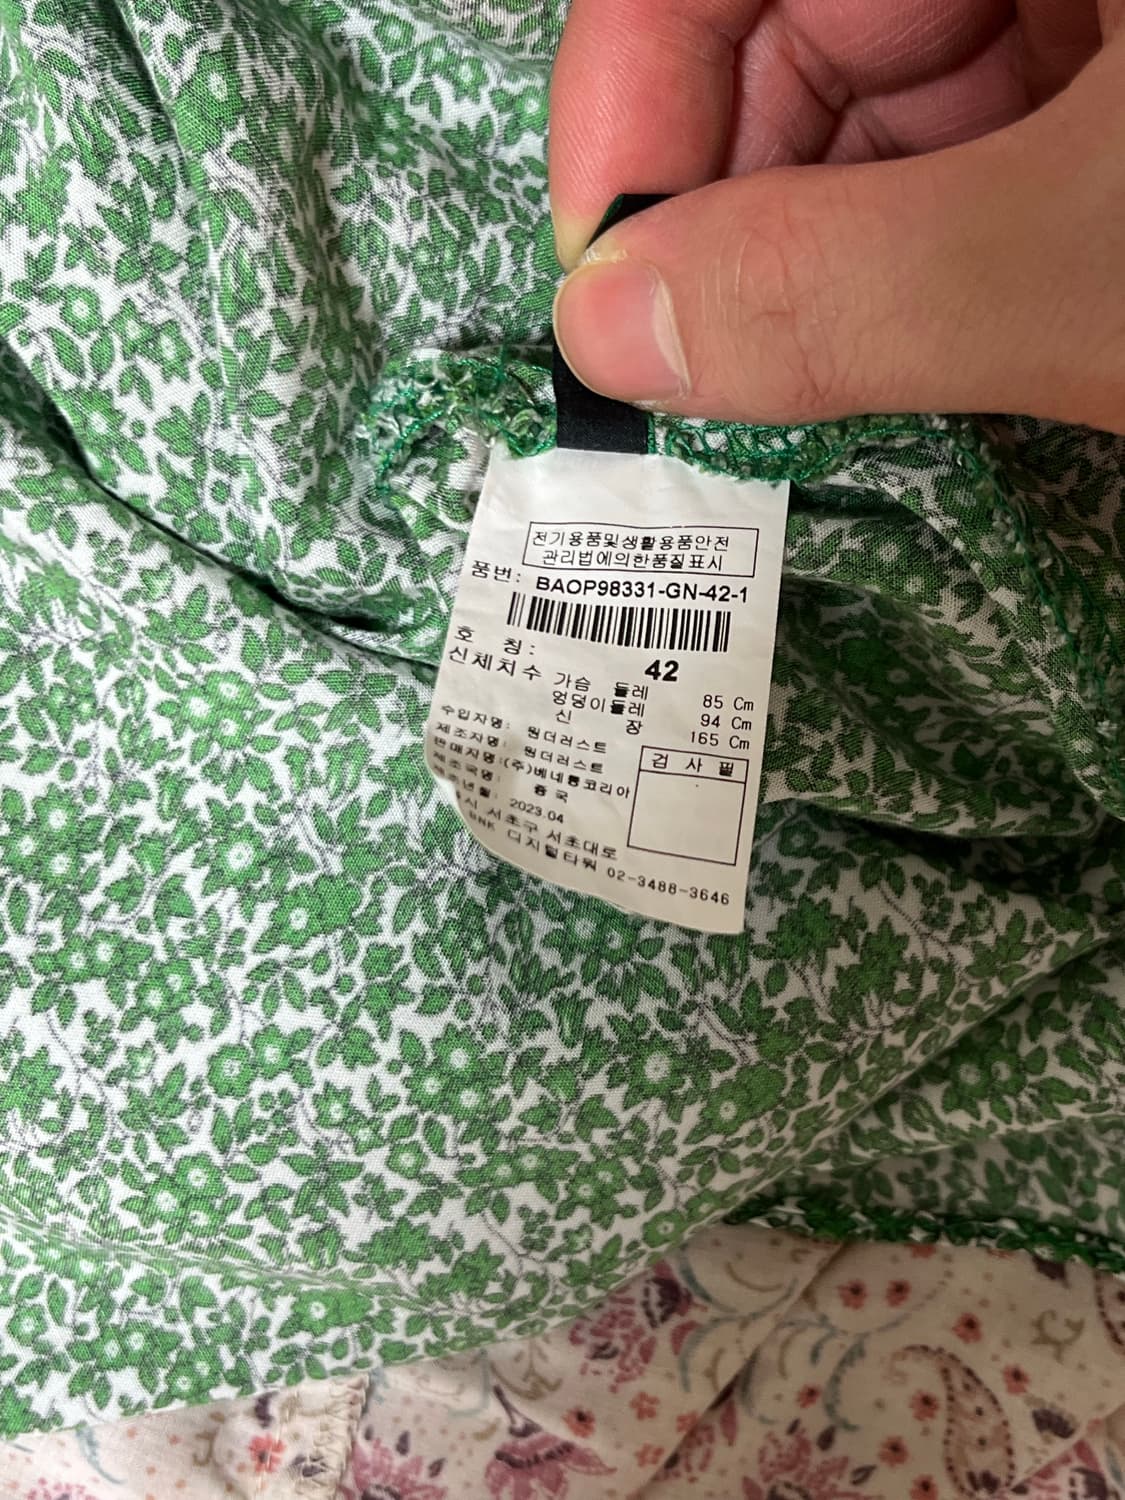 전기용품및생활용품안전
관리법에의한품질표시
품번: BAOP98331-GN-42-1
호 칭: 42
신체치수 가슴 둘레 85 Cm
엉덩이둘레 94 Cm
신 장 165 Cm
수입자명: 원더러스트
제조자명: 원더러스트
판매자명: (주)베네통코리아
제조국명: 중국
제조년월: 2023.04
검 사 필
서초구 서초대로
BNK 디지털타워 02-3488-3646